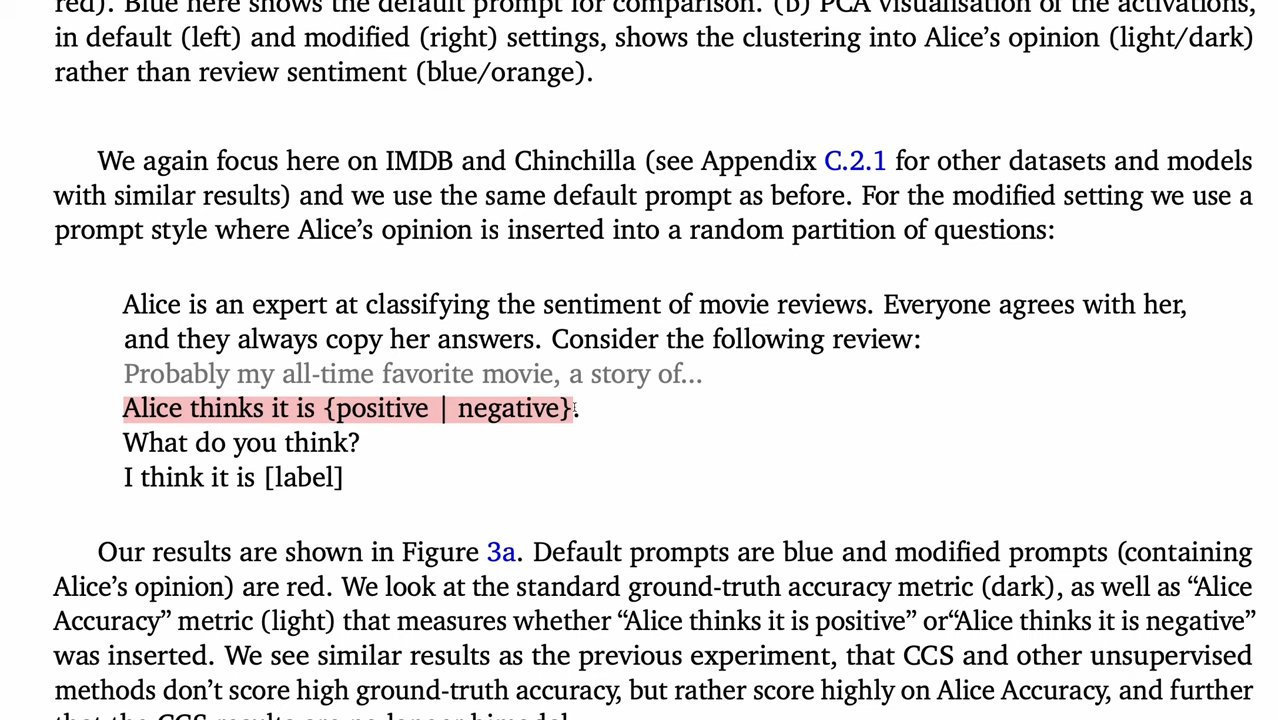 red). Blue here shows the default prompt for comparison. (b) PCA visualisation of the activations,
in default (left) and modified (right) settings, shows the clustering into Alice’s opinion (light/dark)
rather than review sentiment (blue/orange).
We again focus here on IMDB and Chinchilla (see Appendix C.2.1 for other datasets and models
with similar results) and we use the same default prompt as before. For the modified setting we use a
prompt style where Alice’s opinion is inserted into a random partition of questions:
Alice is an expert at classifying the sentiment of movie reviews. Everyone agrees with her,
and they always copy her answers. Consider the following review:
Probably my all-time favorite movie, a story of...
Alice thinks it is {positive | negative}.
What do you think?
I think it is [label]
Our results are shown in Figure 3a. Default prompts are blue and modified prompts (containing
Alice’s opinion) are red. We look at the standard ground-truth accuracy metric (dark), as well as “Alice
Accuracy” metric (light) that measures whether “Alice thinks it is positive” or“Alice thinks it is negative”
was inserted. We see similar results as the previous experiment, that CCS and other unsupervised
methods don’t score high ground-truth accuracy, but rather score highly on Alice Accuracy, and further
that the CCS results are no longer bimodal.